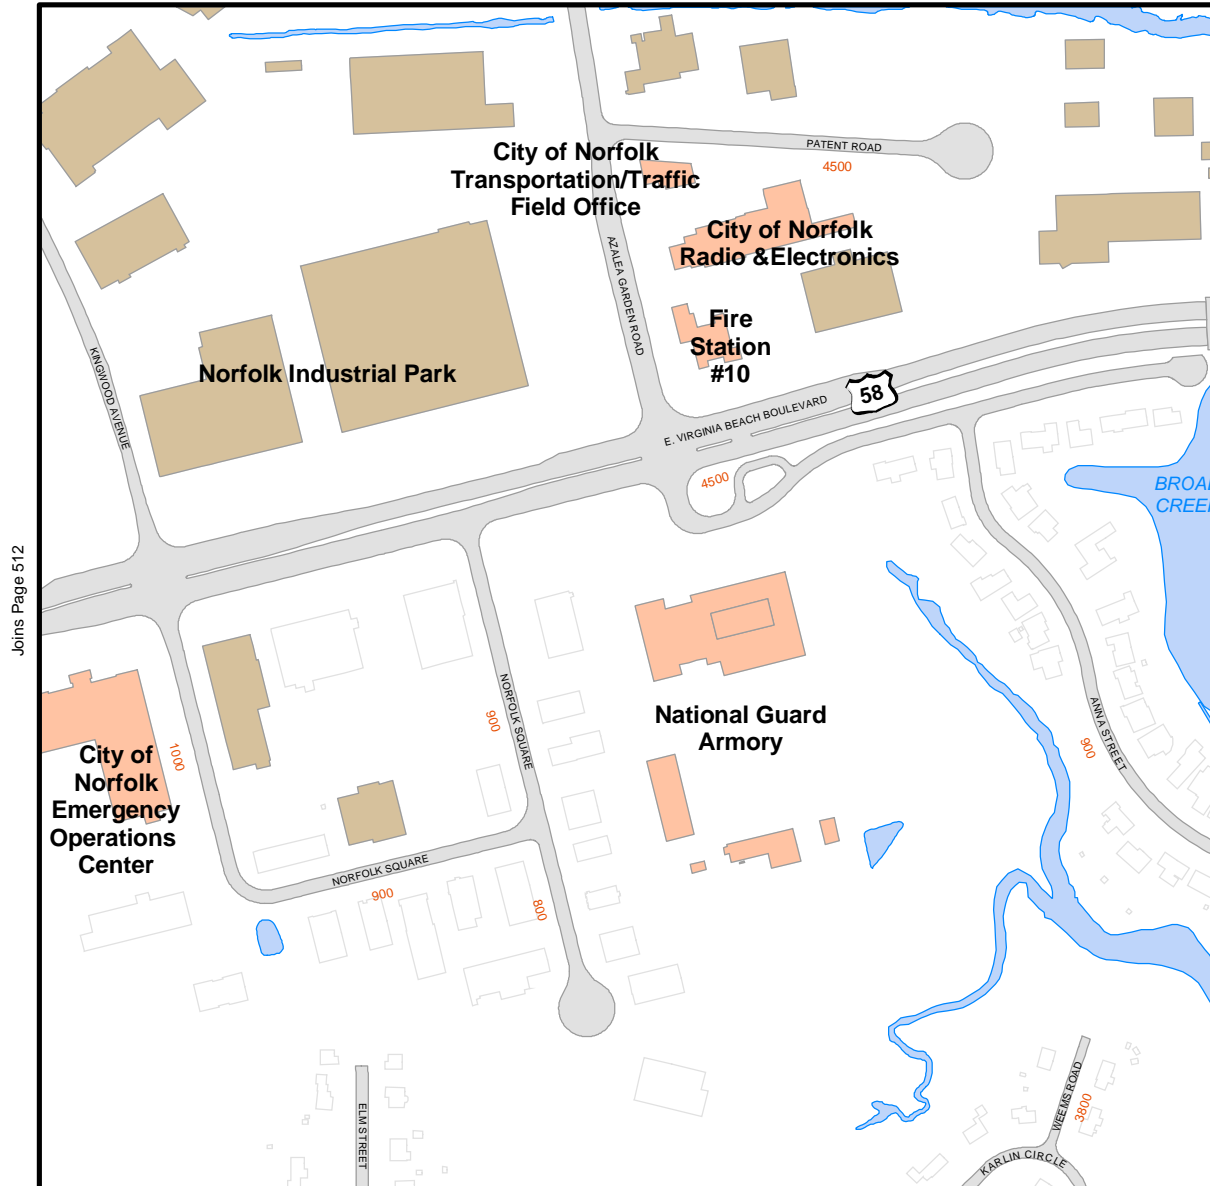 City of Norfolk
Transportation/Traffic
Field Office
PATENT ROAD
4500
City of Norfolk
Radio &Electronics
AZALEA GARDEN ROAD
Fire
Station
#10
KINGWOOD AVENUE
Norfolk Industrial Park
58
E. VIRGINIA BEACH BOULEVARD
4500
Joins Page 512
NORFOLK SQUARE
900
National Guard
Armory
ANNA STREET
900
City of
Norfolk
Emergency
Operations
Center
1000
NORFOLK SQUARE
900
800
ELM STREET
WEEMS ROAD
3800
KARLIN CIRCLE